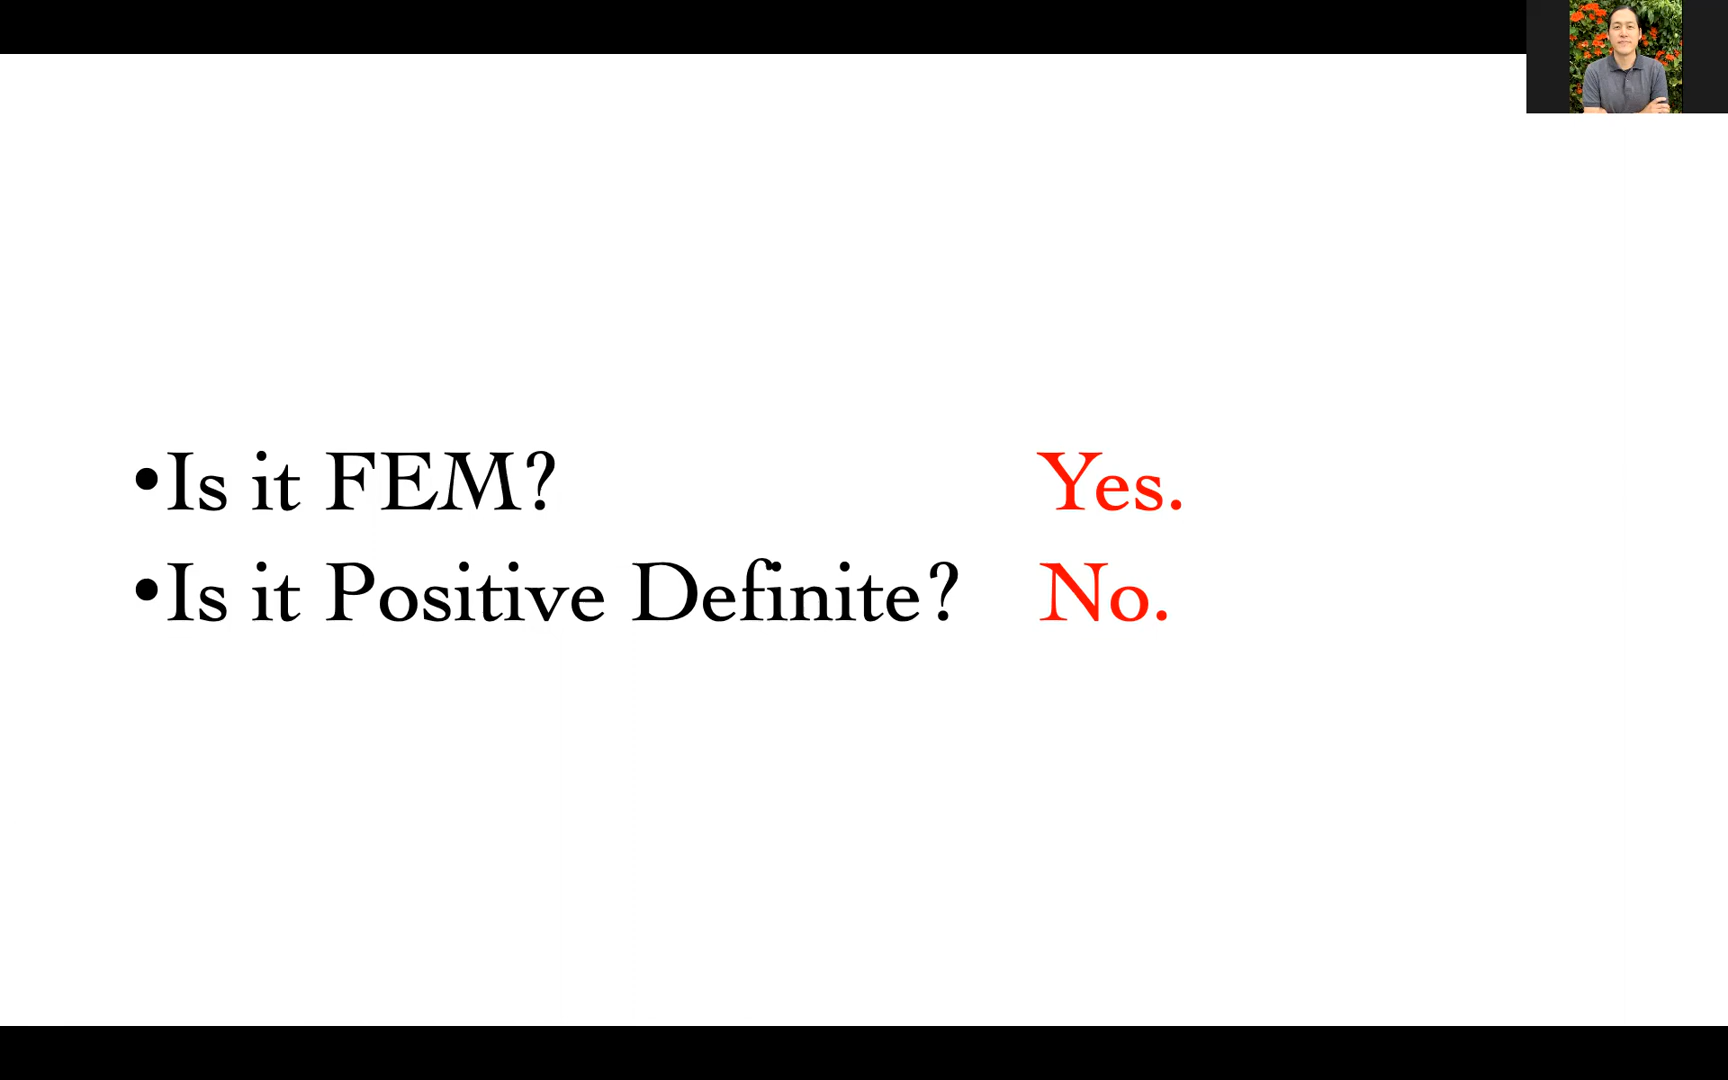 •Is it FEM? Yes.
•Is it Positive Definite? No.